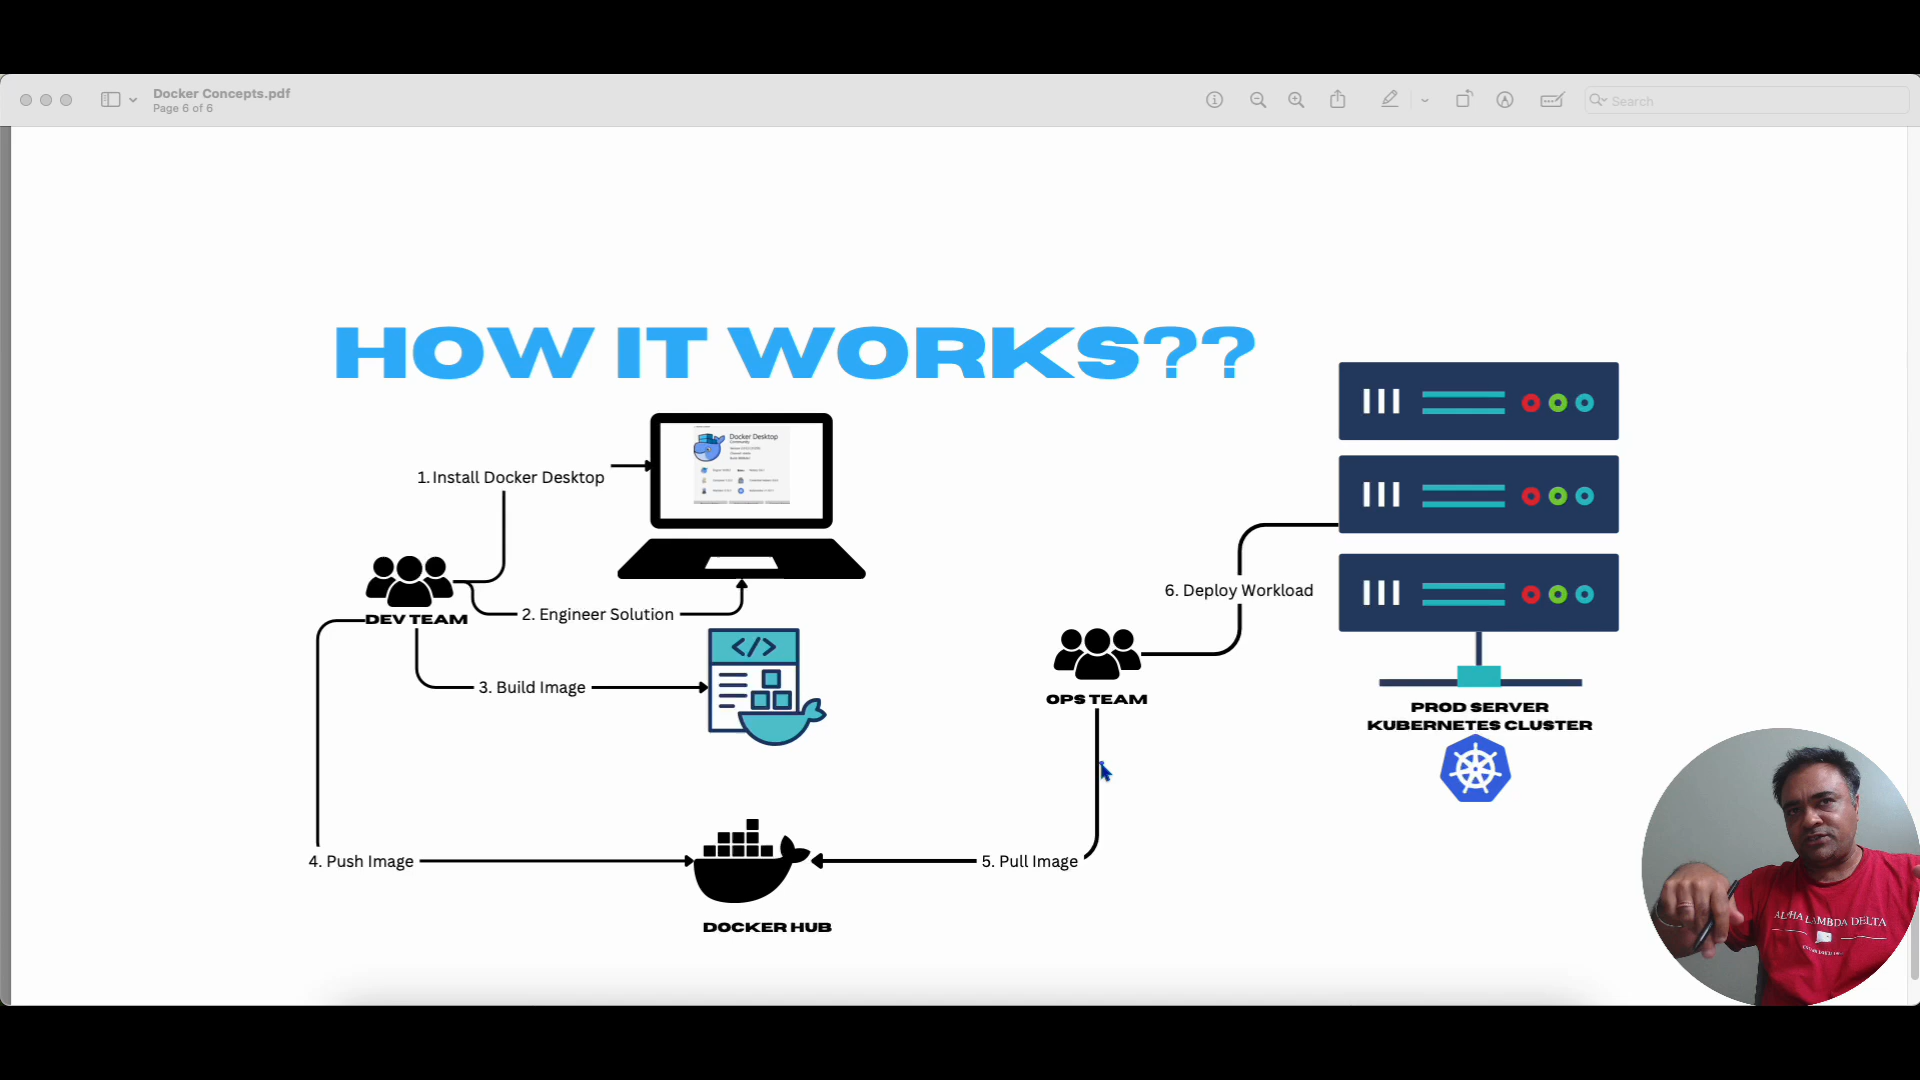 Docker Concepts.pdf
Page 6 of 6
Search
HOW IT WORKS??
Docker Desktop
1. Install Docker Desktop
DEV TEAM
2. Engineer Solution
</>
3. Build Image
4. Push Image
DOCKER HUB
5. Pull Image
OPS TEAM
6. Deploy Workload
PROD SERVER
KUBERNETES CLUSTER
ALPHA LAMBDA DELTA